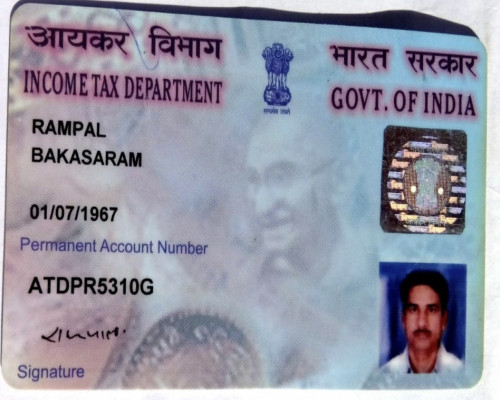 आयकर विभाग
INCOME TAX DEPARTMENT
भारत सरकार
GOVT. OF INDIA
RAMPAL
BAKASARAM
01/07/1967
Permanent Account Number
ATDPR5310G
रामपाल
Signature